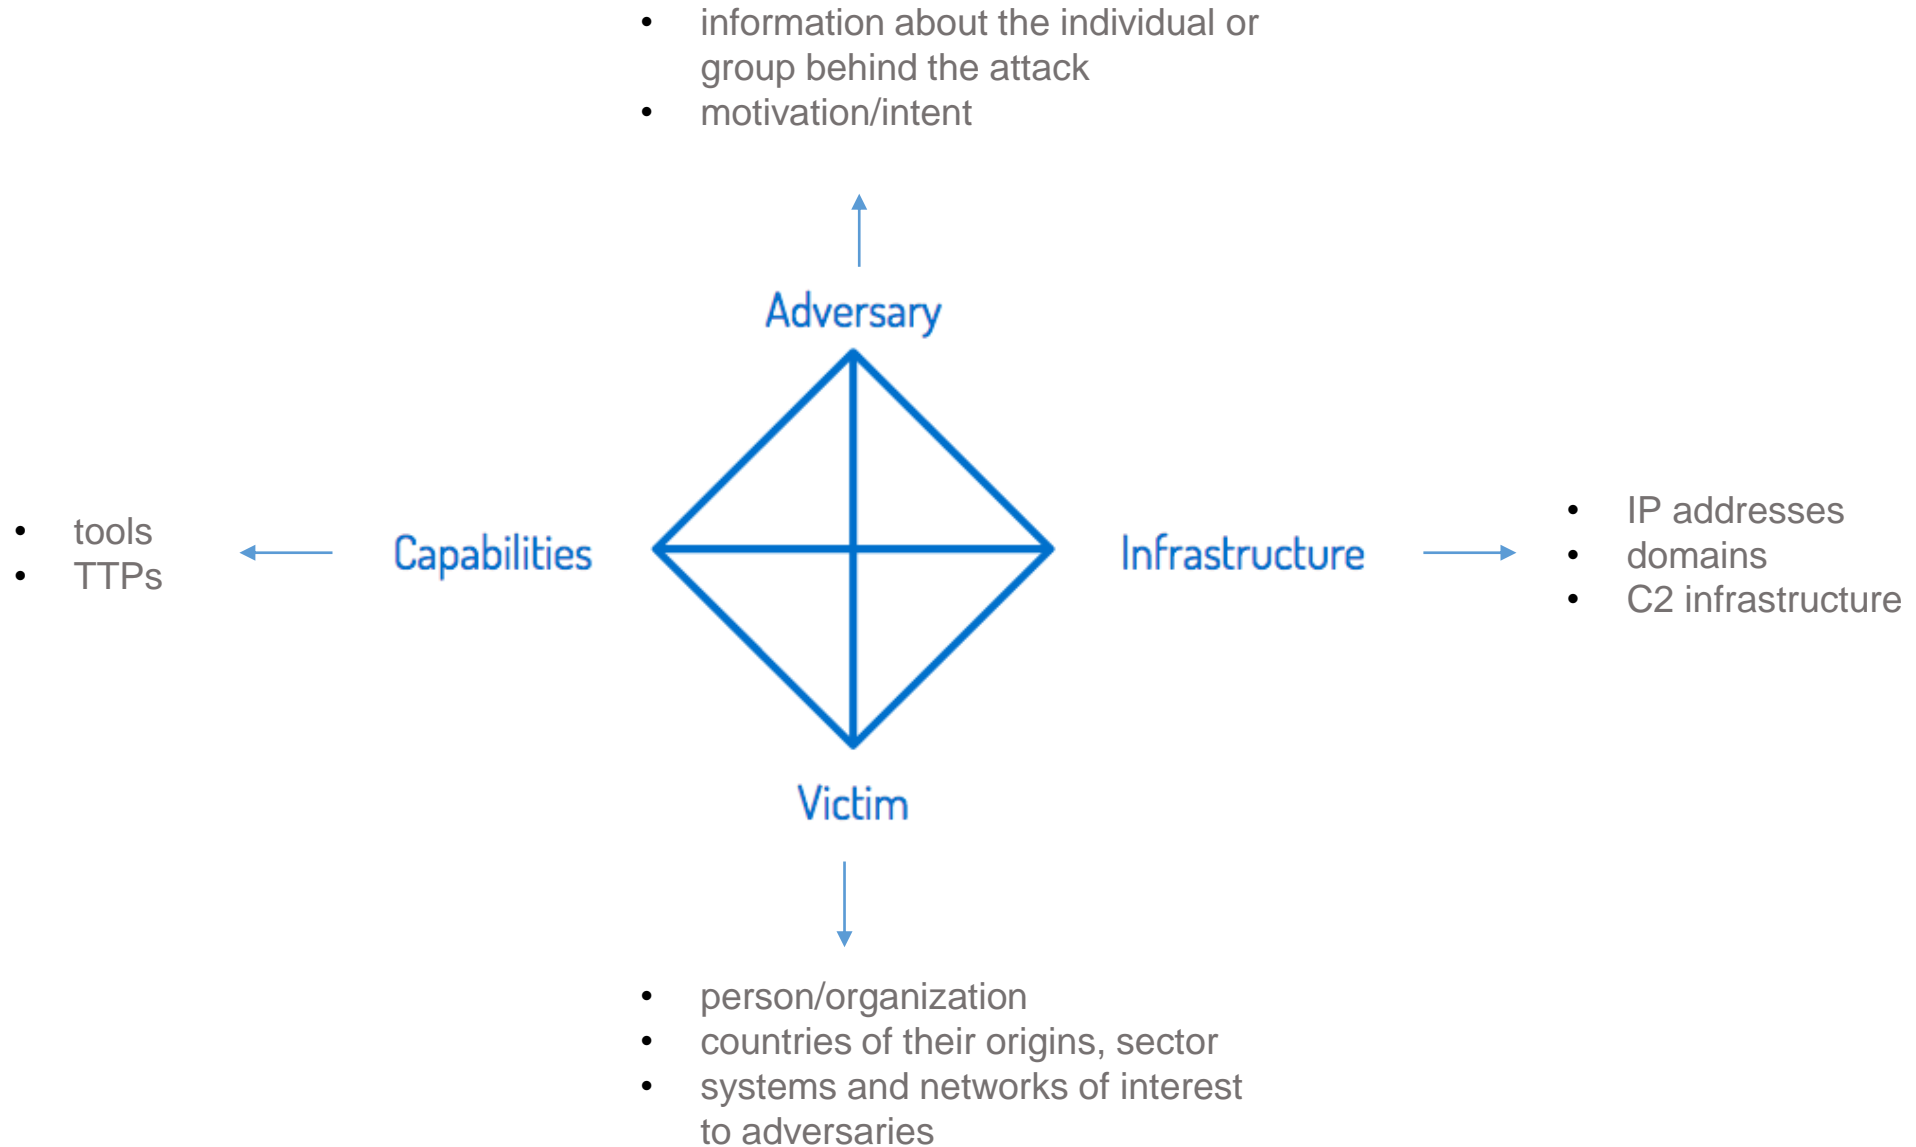 • information about the individual or
group behind the attack
• motivation/intent
Adversary
• tools
• TTPs
Capabilities
Infrastructure
• IP addresses
• domains
• C2 infrastructure
Victim
• person/organization
• countries of their origins, sector
• systems and networks of interest
to adversaries